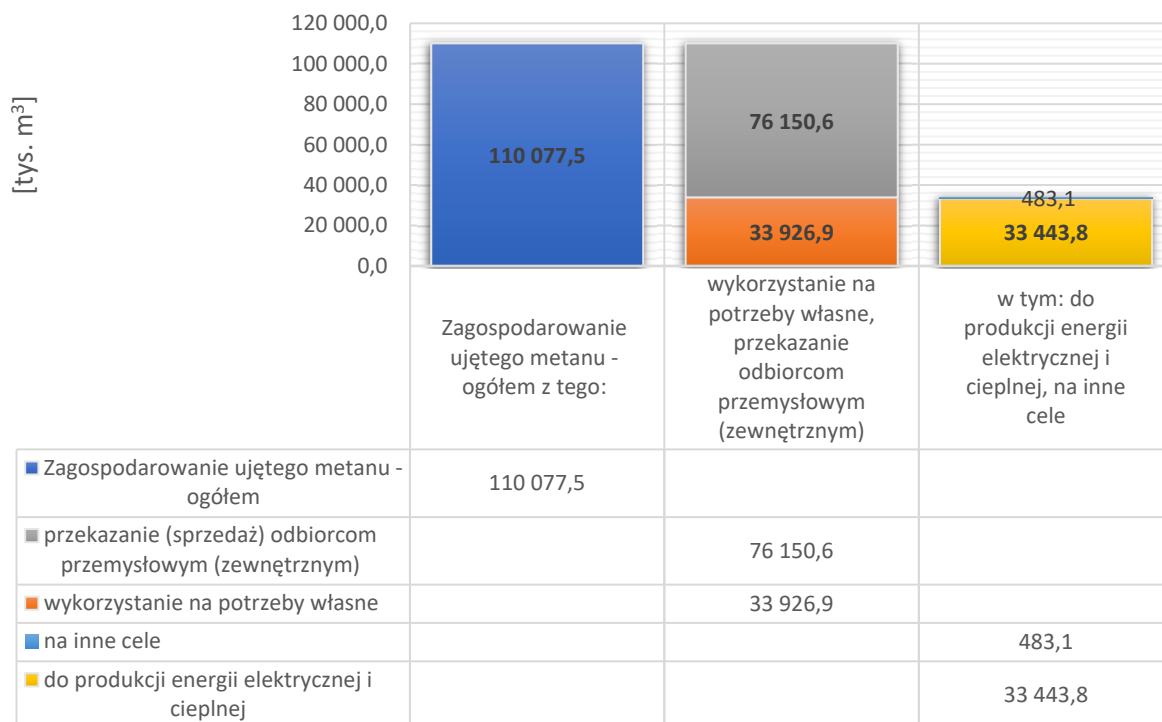 120 000,0
100 000,0
80 000,0
60 000,0
40 000,0
20 000,0
0,0
[tys. m³]
110 077,5
76 150,6
33 926,9
483,1
33 443,8
Zagospodarowanie
ujętego metanu -
ogółem z tego:
wykorzystanie na
potrzeby własne,
przekazanie
odbiorcom
przemysłowym
(zewnętrznym)
w tym: do
produkcji energii
elektrycznej i
cieplnej, na inne
cele
Zagospodarowanie ujętego metanu -
ogółem
110 077,5
przekazanie (sprzedaż) odbiorcom
przemysłowym (zewnętrznym)
76 150,6
wykorzystanie na potrzeby własne
33 926,9
na inne cele
483,1
do produkcji energii elektrycznej i
cieplnej
33 443,8